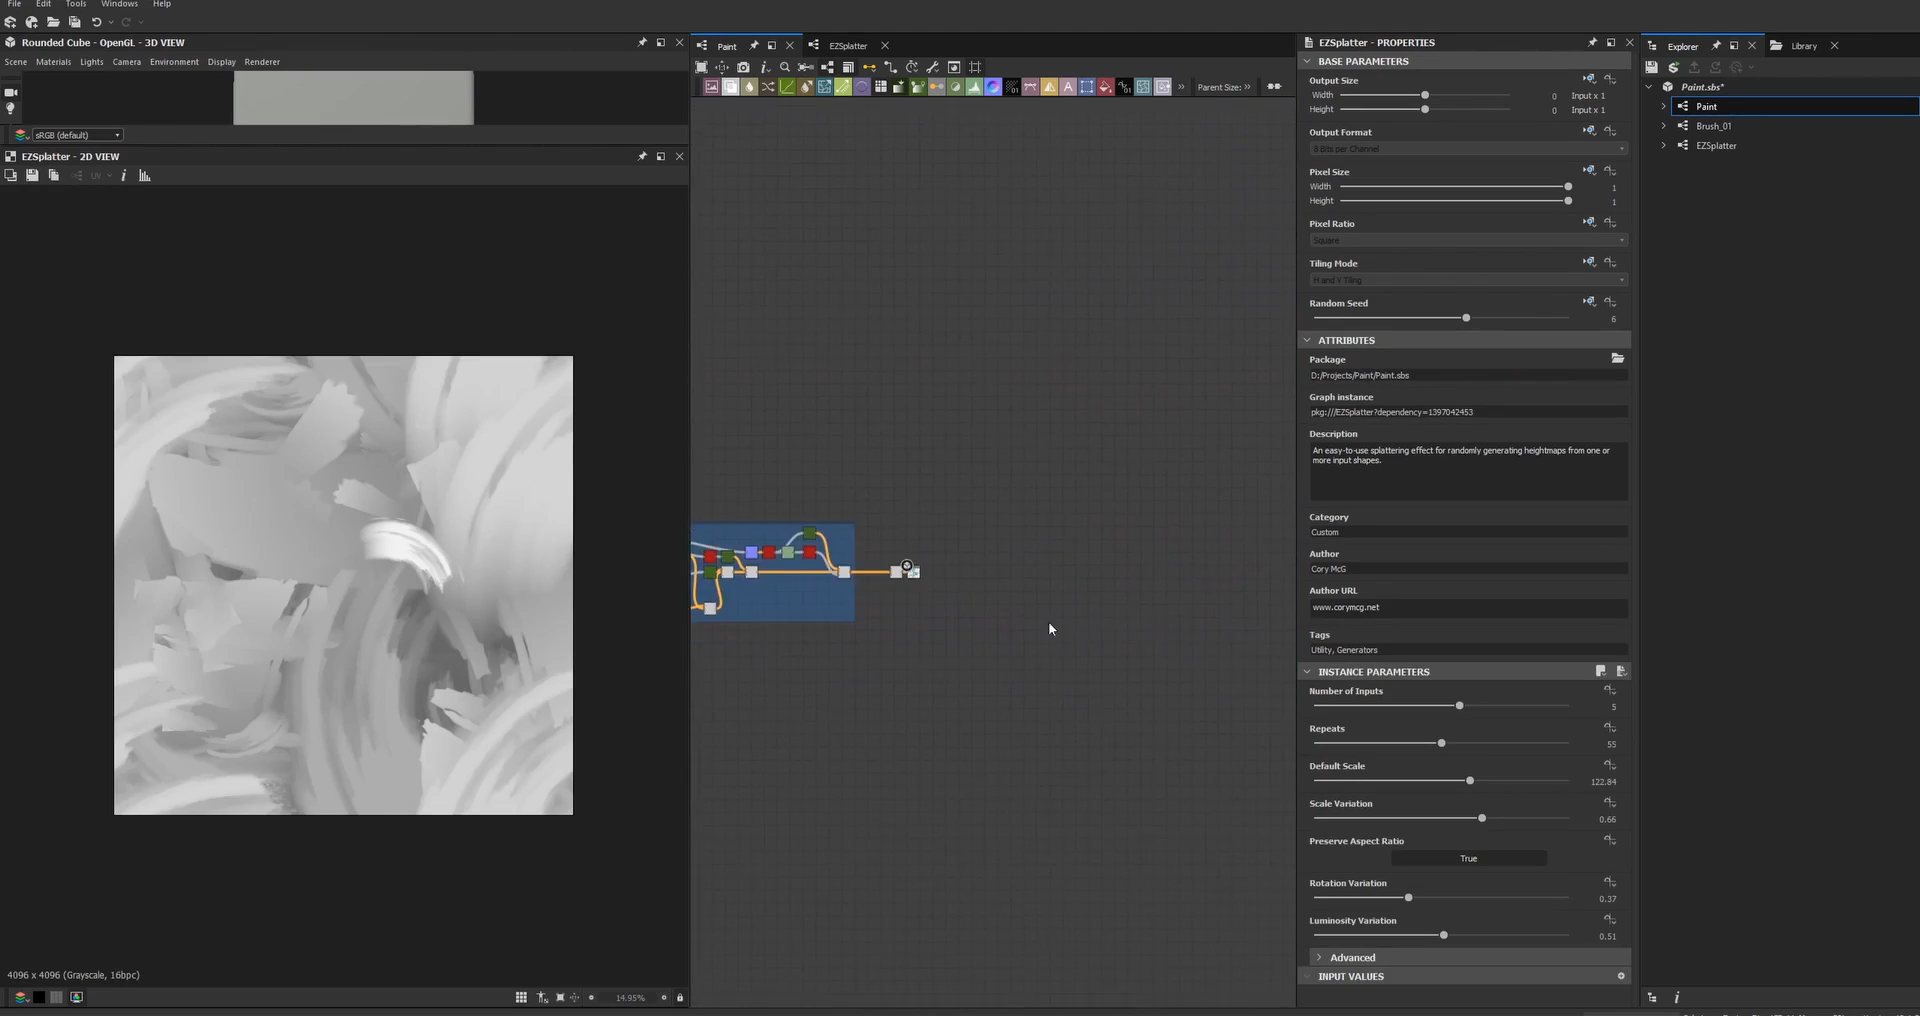 File Edit Tools Windows Help
Rounded Cube - OpenGL - 3D VIEW
Scene Materials Lights Camera Environment Display Renderer
sRGB (default)
EZSplatter - 2D VIEW
UV
4096 x 4096 (Grayscale, 16bpc)
14.95%
Paint EZSplatter
Parent Size:
EZSplatter - PROPERTIES
BASE PARAMETERS
Output Size
Width 0 Input x 1
Height 0 Input x 1
Output Format
8 Bits per Channel
Pixel Size
Width 1
Height 1
Pixel Ratio
Square
Tiling Mode
H and V Tiling
Random Seed
6
ATTRIBUTES
Package
D:/Projects/Paint/Paint.sbs
Graph instance
pkg:///EZSplatter?dependency=1397042453
Description
An easy-to-use splattering effect for randomly generating heightmaps from one or
more input shapes.
Category
Custom
Author
Cory McG
Author URL
www.corymcg.net
Tags
Utility, Generators
INSTANCE PARAMETERS
Number of Inputs
5
Repeats
55
Default Scale
122.84
Scale Variation
0.66
Preserve Aspect Ratio
True
Rotation Variation
0.37
Luminosity Variation
0.51
Advanced
INPUT VALUES
Explorer Library
Paint.sbs*
Paint
Brush_01
EZSplatter